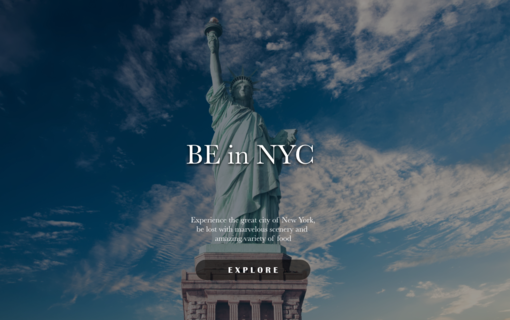 BE in NYC
Experience the great city of New York,
be lost with marvelous scenery and
amazing variety of food
EXPLORE